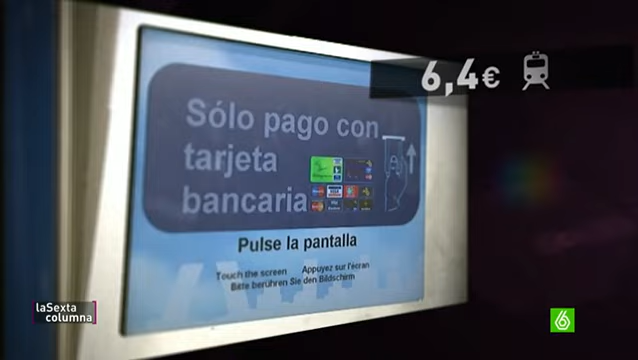 6,4€
Sólo pago con
tarjeta
bancaria
Pulse la pantalla
Touch the screen Appuyez sur l'écran
Bitte berühren Sie den Bildschirm
laSexta
columna
6